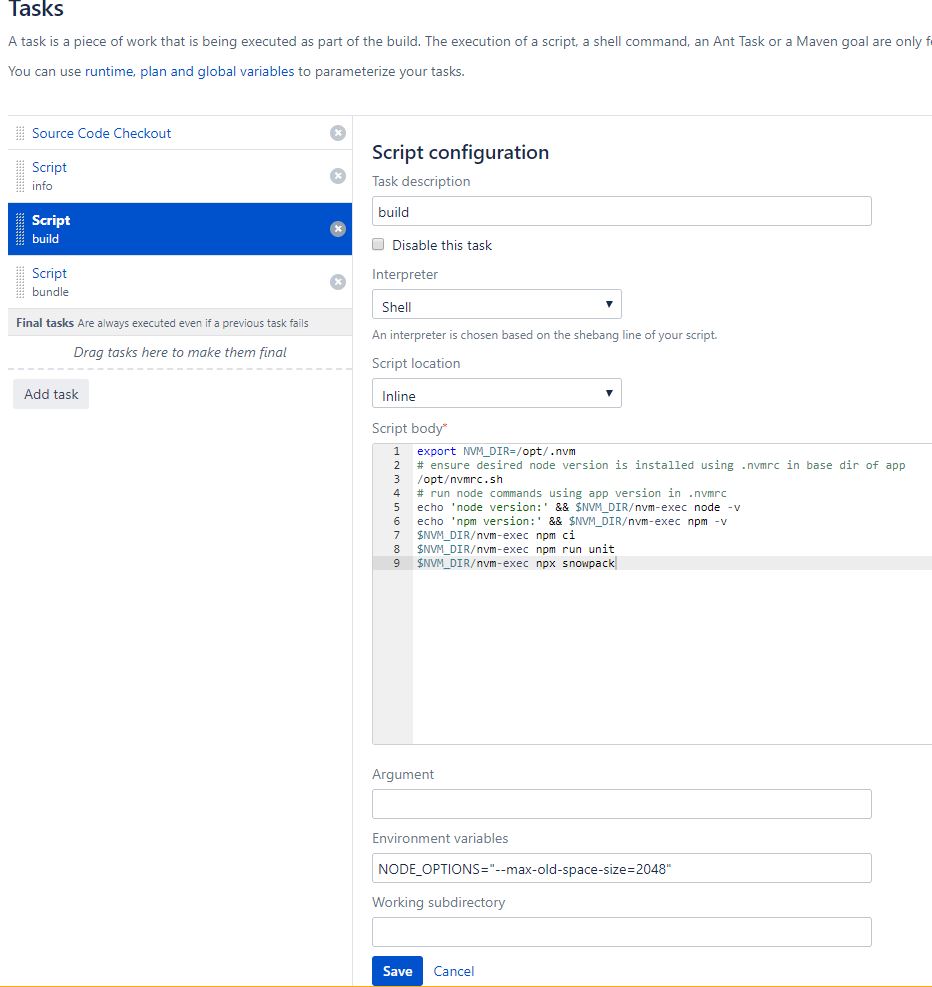 Tasks
A task is a piece of work that is being executed as part of the build. The execution of a script, a shell command, an Ant Task or a Maven goal are only
You can use runtime, plan and global variables to parameterize your tasks.
Source Code Checkout
Script
info
Script
build
Script
bundle
Final tasks Are always executed even if a previous task fails
Drag tasks here to make them final
Add task
Script configuration
Task description
build
Disable this task
Interpreter
Shell
An interpreter is chosen based on the shebang line of your script.
Script location
Inline
Script body*
1 export NVM_DIR=/opt/.nvm
2 # ensure desired node version is installed using .nvmrc in base dir of app
3 /opt/nvmrc.sh
4 # run node commands using app version in .nvmrc
5 echo 'node version:' && $NVM_DIR/nvm-exec node -v
6 echo 'npm version:' && $NVM_DIR/nvm-exec npm -v
7 $NVM_DIR/nvm-exec npm ci
8 $NVM_DIR/nvm-exec npm run unit
9 $NVM_DIR/nvm-exec npx snowpack
Argument
Environment variables
NODE_OPTIONS="--max-old-space-size=2048"
Working subdirectory
Save Cancel